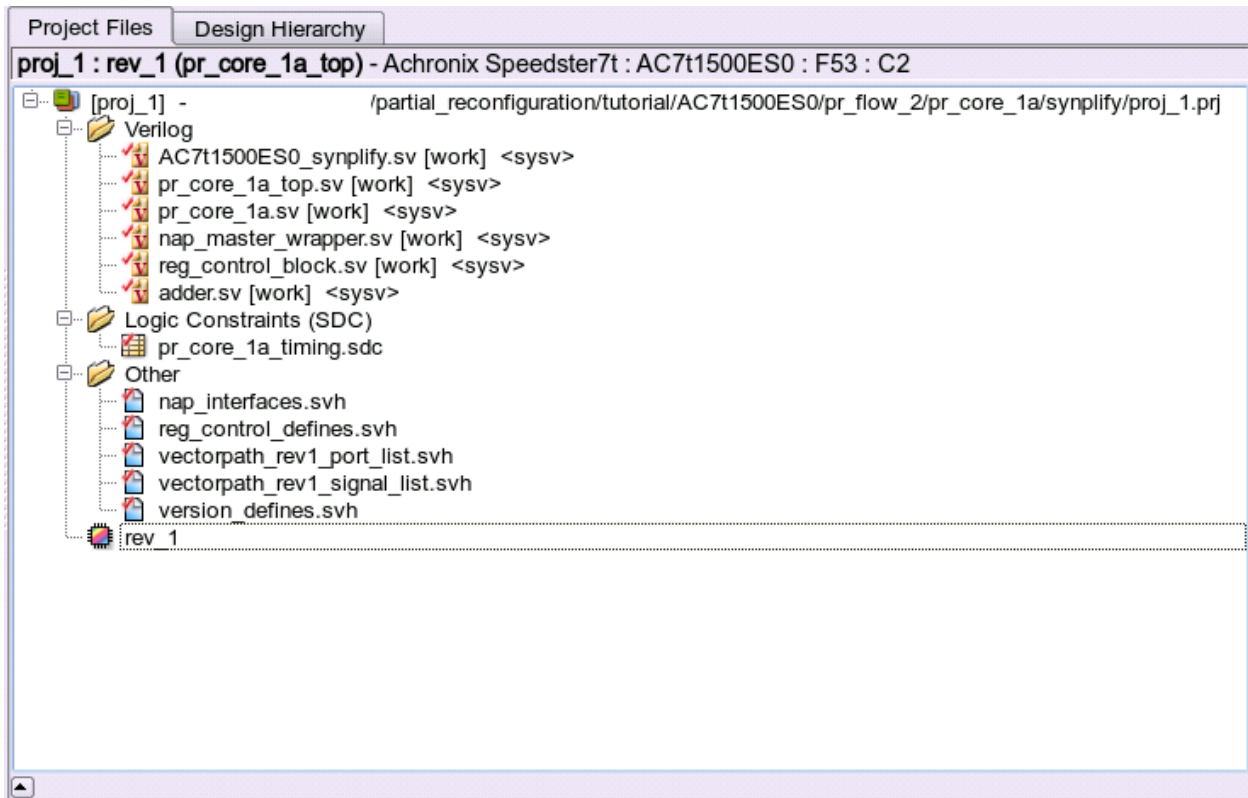 Project Files Design Hierarchy
proj_1 : rev_1 (pr_core_1a_top) - Achronix Speedster7t : AC7t1500ES0 : F53 : C2
[proj_1] - /partial_reconfiguration/tutorial/AC7t1500ES0/pr_flow_2/pr_core_1a/synplify/proj_1.prj
Verilog
AC7t1500ES0_synplify.sv [work] <sysv>
pr_core_1a_top.sv [work] <sysv>
pr_core_1a.sv [work] <sysv>
nap_master_wrapper.sv [work] <sysv>
reg_control_block.sv [work] <sysv>
adder.sv [work] <sysv>
Logic Constraints (SDC)
pr_core_1a_timing.sdc
Other
nap_interfaces.svh
reg_control_defines.svh
vectorpath_rev1_port_list.svh
vectorpath_rev1_signal_list.svh
version_defines.svh
rev_1